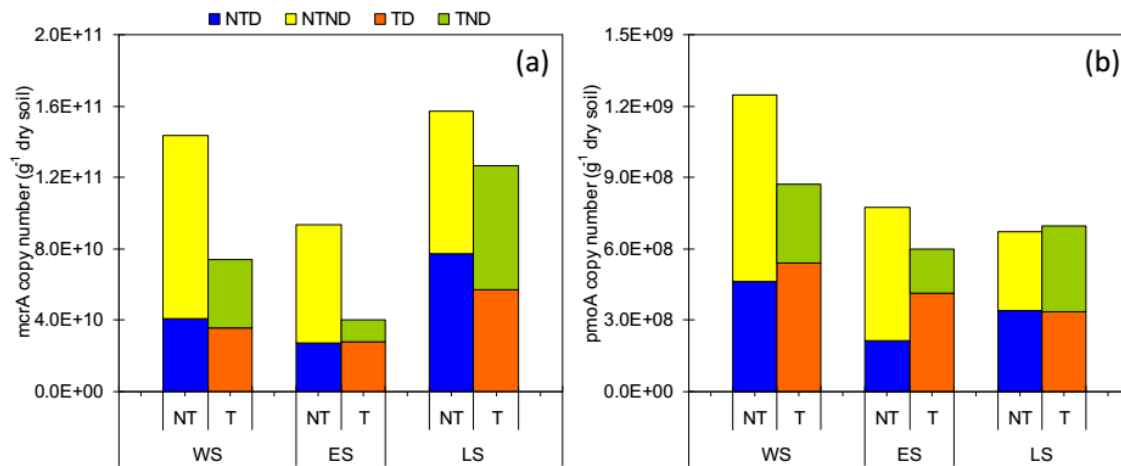 NTD NTND TD TND
mcrA copy number (g-1 dry soil)
2.0E+11
1.6E+11
1.2E+11
8.0E+10
4.0E+10
0.0E+00
(a)
NT T NT T NT T
WS ES LS
pmoA copy number (g-1 dry soil)
1.5E+09
1.2E+09
9.0E+08
6.0E+08
3.0E+08
0.0E+00
(b)
NT T NT T NT T
WS ES LS